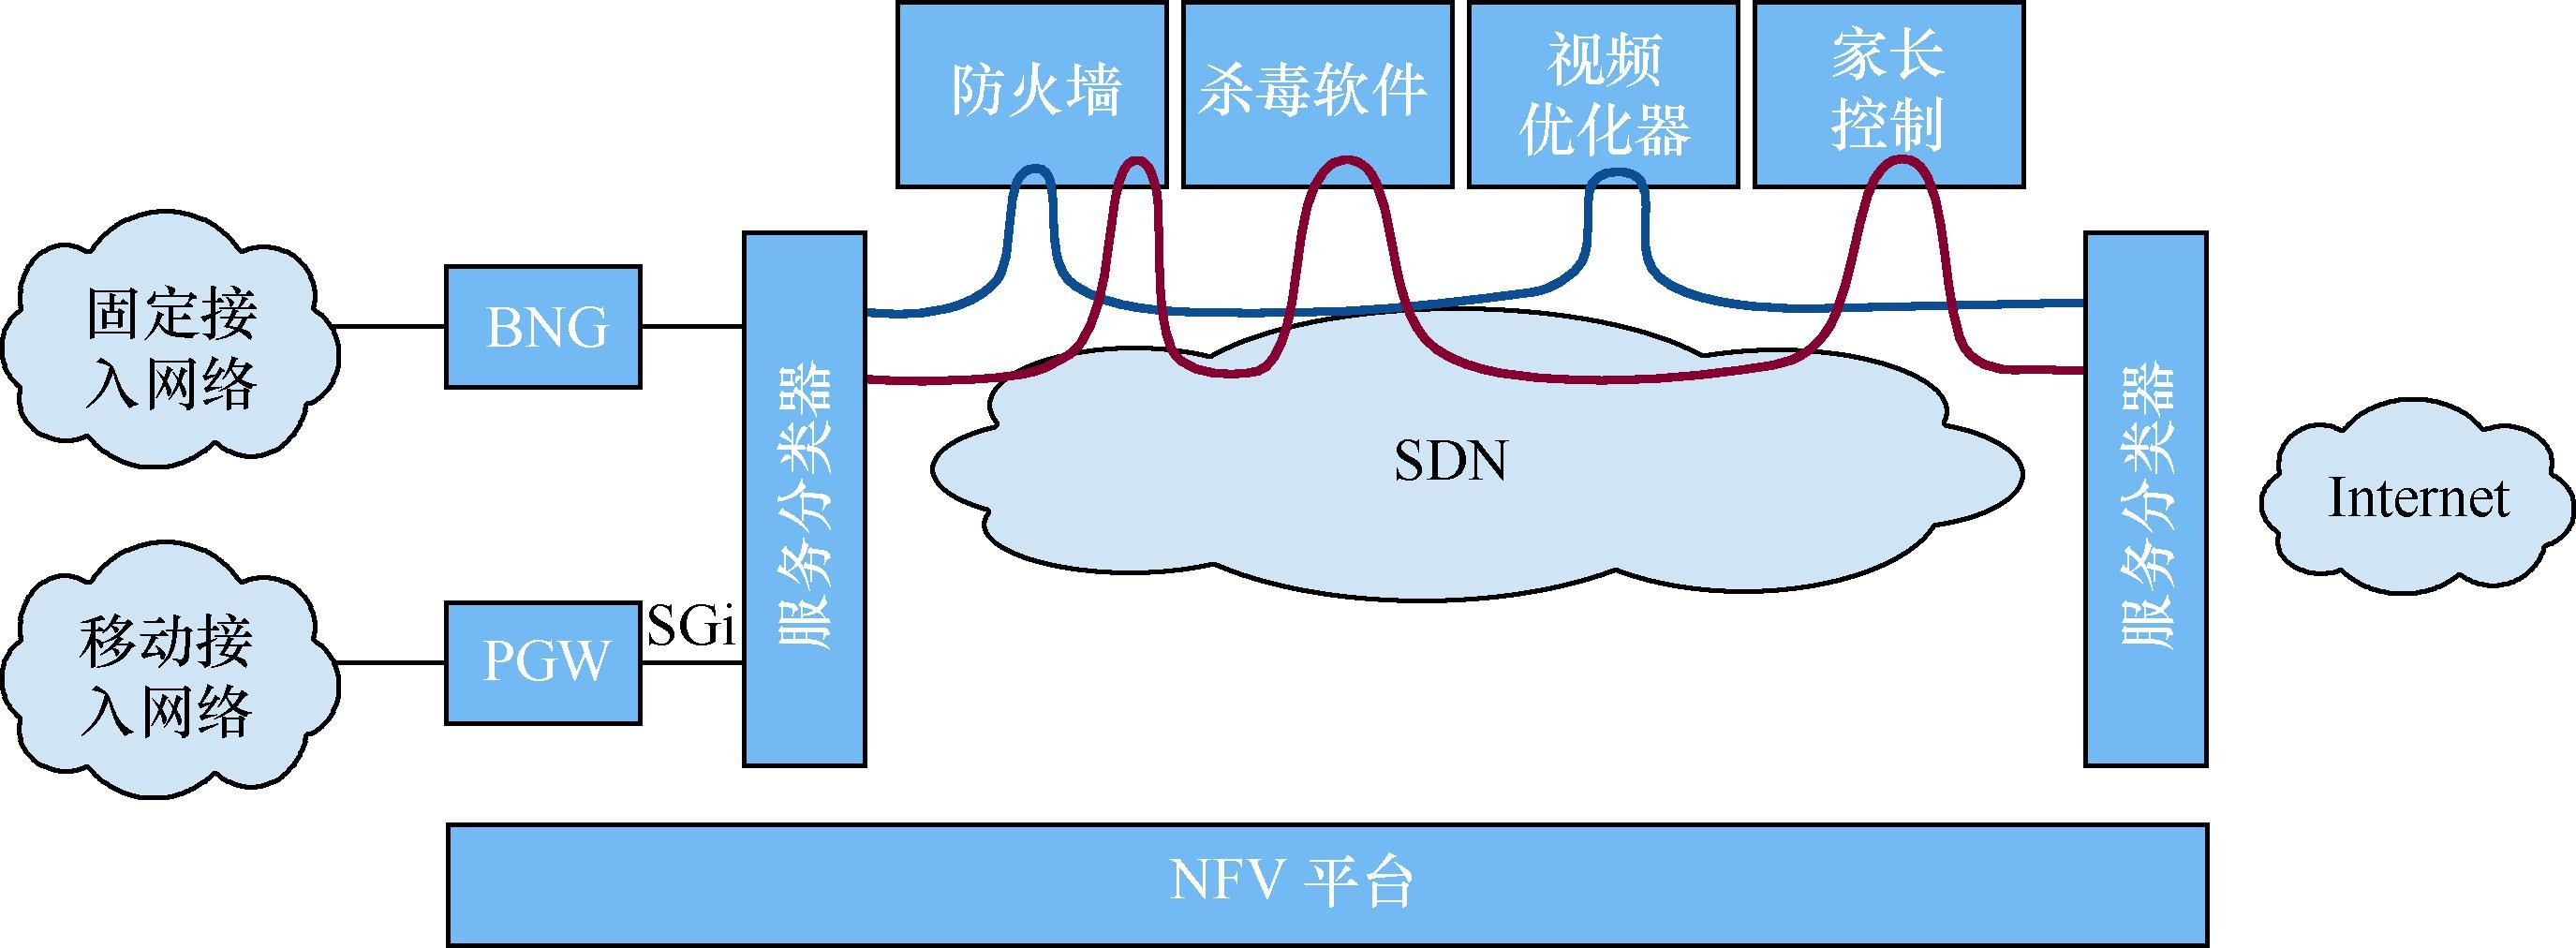 防火墙
杀毒软件
视频
优化器
家长
控制
固定接
入网络
BNG
服务分类器
SDN
服务分类器
Internet
移动接
入网络
PGW
SGi
NFV 平台